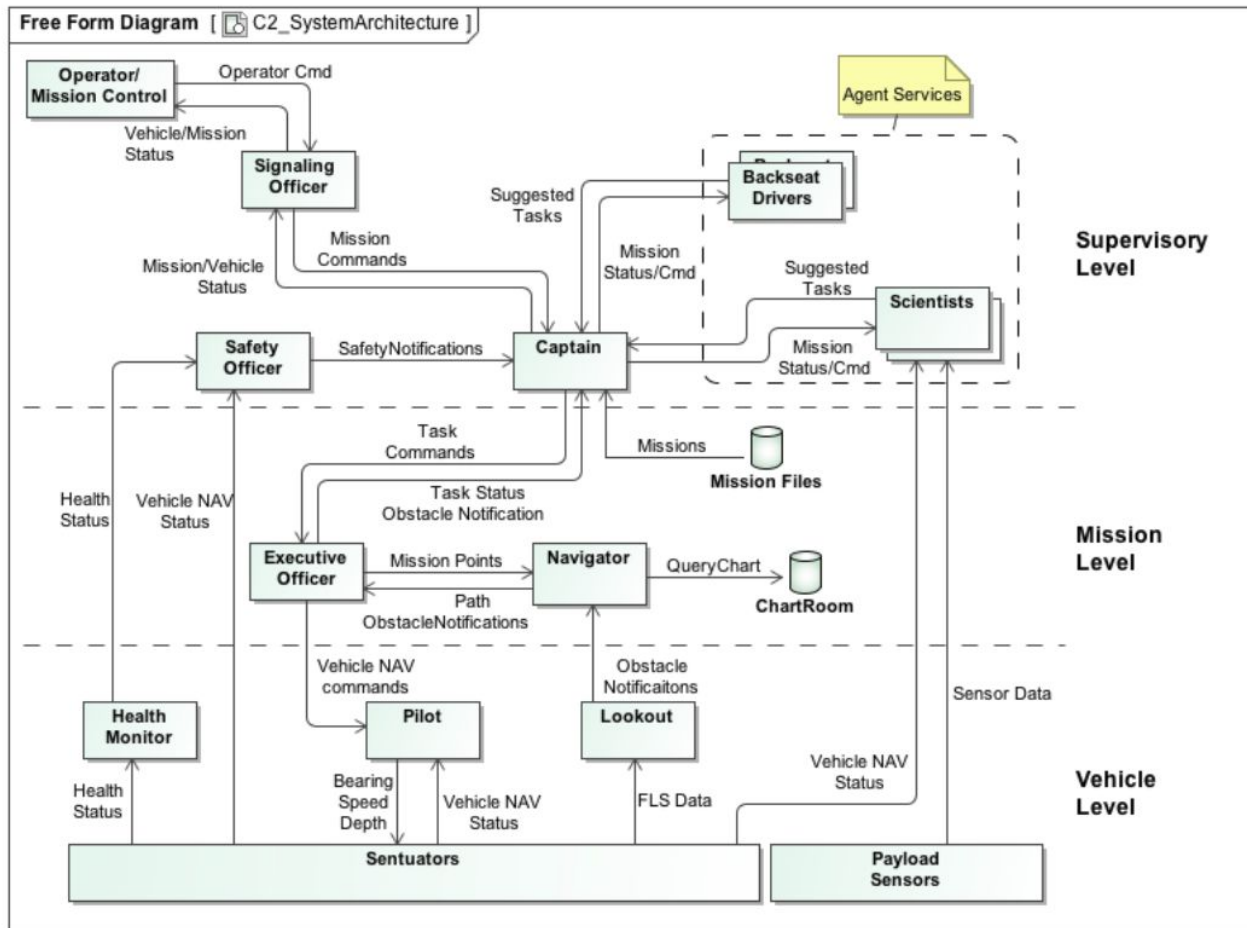 Free Form Diagram [ C2_SystemArchitecture ]
Operator/
Mission Control
Operator Cmd
Vehicle/Mission
Status
Signaling
Officer
Agent Services
Backseat
Drivers
Suggested
Tasks
Mission
Commands
Mission
Status/Cmd
Mission/Vehicle
Status
Supervisory
Level
Suggested
Tasks
Scientists
Safety
Officer
SafetyNotifications
Captain
Mission
Status/Cmd
Task
Commands
Missions
Mission Files
Health
Status
Vehicle NAV
Status
Task Status
Obstacle Notification
Mission
Level
Executive
Officer
Mission Points
Navigator
QueryChart
ChartRoom
Path
ObstacleNotifications
Vehicle NAV
commands
Obstacle
Notificaitons
Sensor Data
Health
Monitor
Pilot
Lookout
Vehicle NAV
Status
Vehicle
Level
Health
Status
Bearing
Speed
Depth
Vehicle NAV
Status
FLS Data
Sentuators
Payload
Sensors